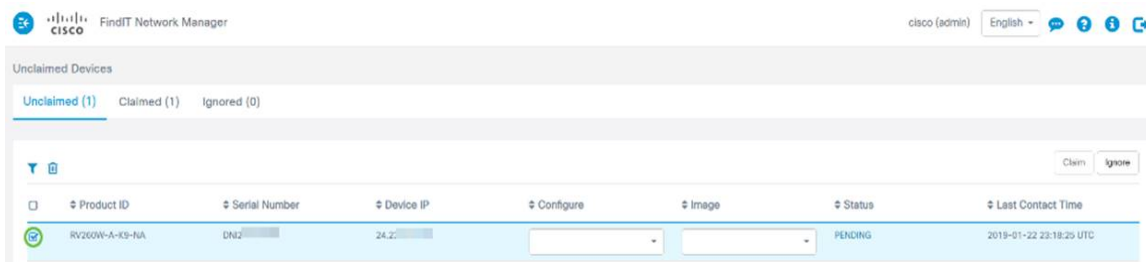 CISCO FindIT Network Manager cisco (admin) English
Unclaimed Devices
Unclaimed (1) Claimed (1) Ignored (0)
Claim Ignore
Product ID Serial Number Device IP Configure Image Status Last Contact Time
RV260W-A-K9-NA DNI2 24.2 PENDING 2019-01-22 23:18:25 UTC